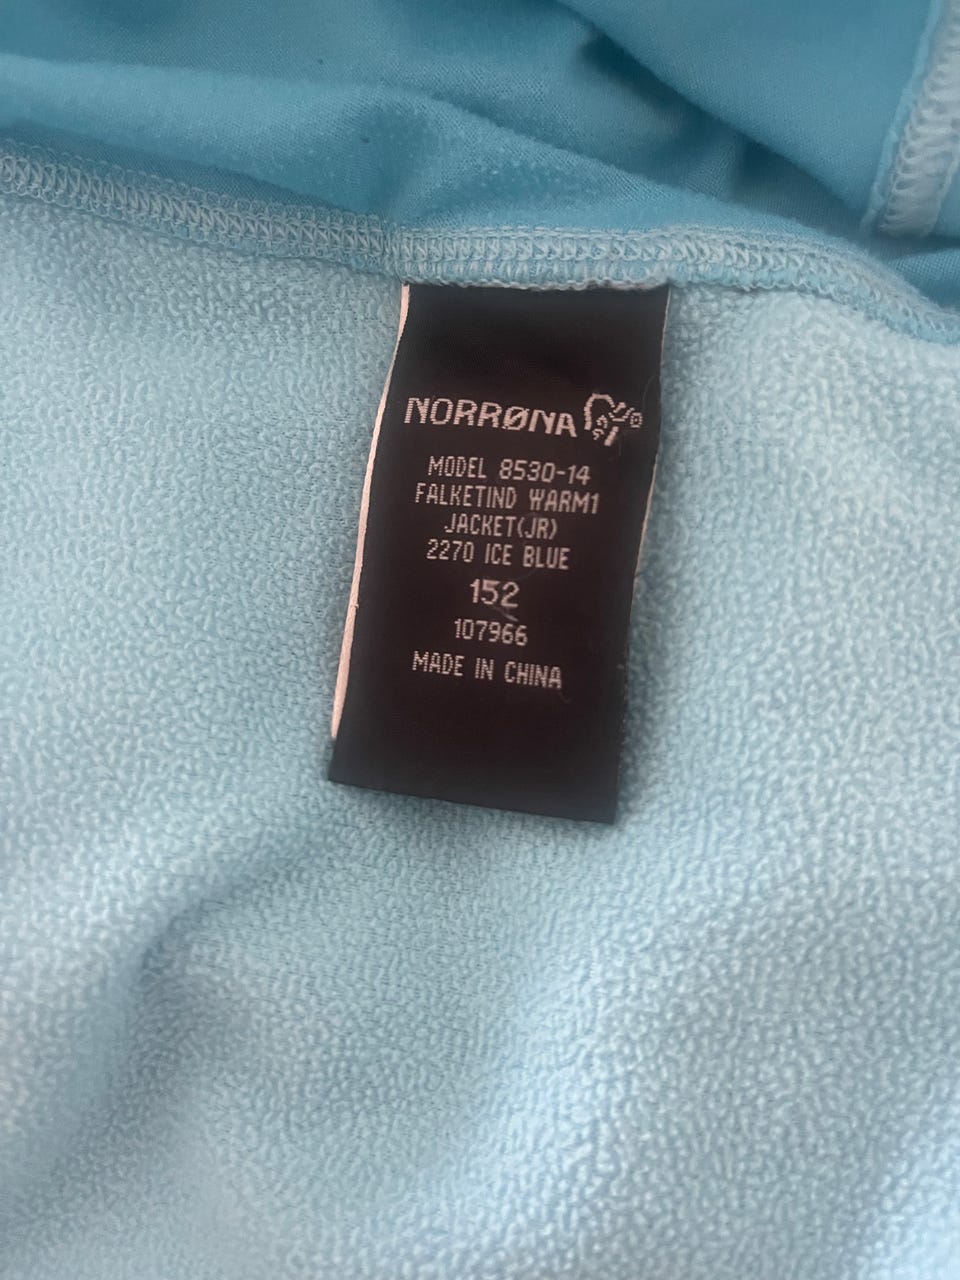 NORRØNA
MODEL 8530-14
FALKETIND WARM1
JACKET(JR)
2270 ICE BLUE
152
107966
MADE IN CHINA